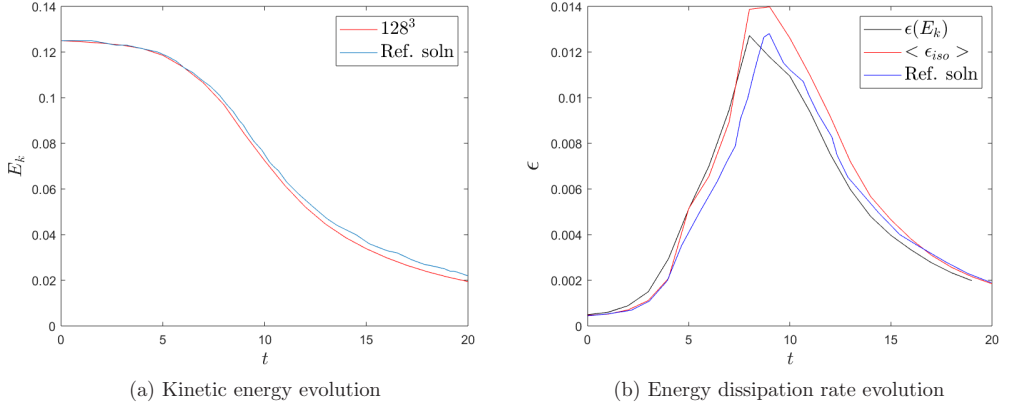 0.14
0.12
0.1
0.08
0.06
0.04
0.02
0
E_k
0 5 10 15 20
t
128^3
Ref. soln
(a) Kinetic energy evolution
0.014
0.012
0.01
0.008
0.006
0.004
0.002
0
ϵ
0 5 10 15 20
t
ϵ(E_k)
< ϵ_{iso} >
Ref. soln
(b) Energy dissipation rate evolution